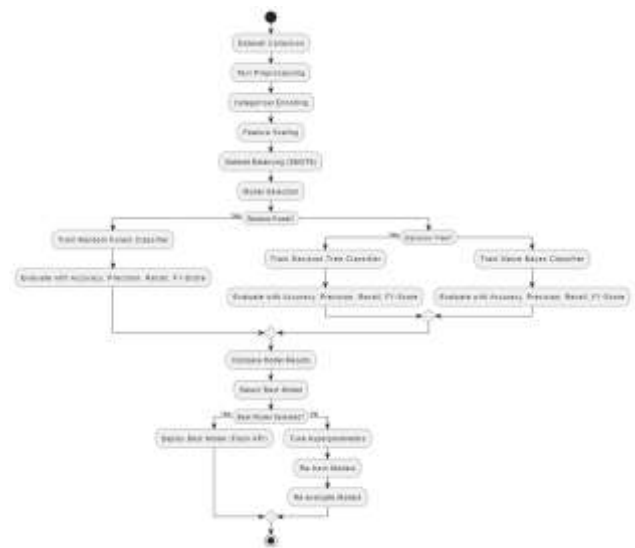 Dataset Collection
Text Preprocessing
Categorical Encoding
Feature Scaling
Dataset Balancing (SMOTE)
Model Selection
Yes
Random Forest?
Train Random Forest Classifier
Yes
Decision Tree?
Train Decision Tree Classifier
Train Naive Bayes Classifier
Evaluate with Accuracy, Precision, Recall, F1-Score
Evaluate with Accuracy, Precision, Recall, F1-Score
Evaluate with Accuracy, Precision, Recall, F1-Score
Compare Model Results
Select Best Model
Yes
Best Model
Deploy Best Model (Flask API)
Tune Hyperparameters
Re-train Models
Re-evaluate Models